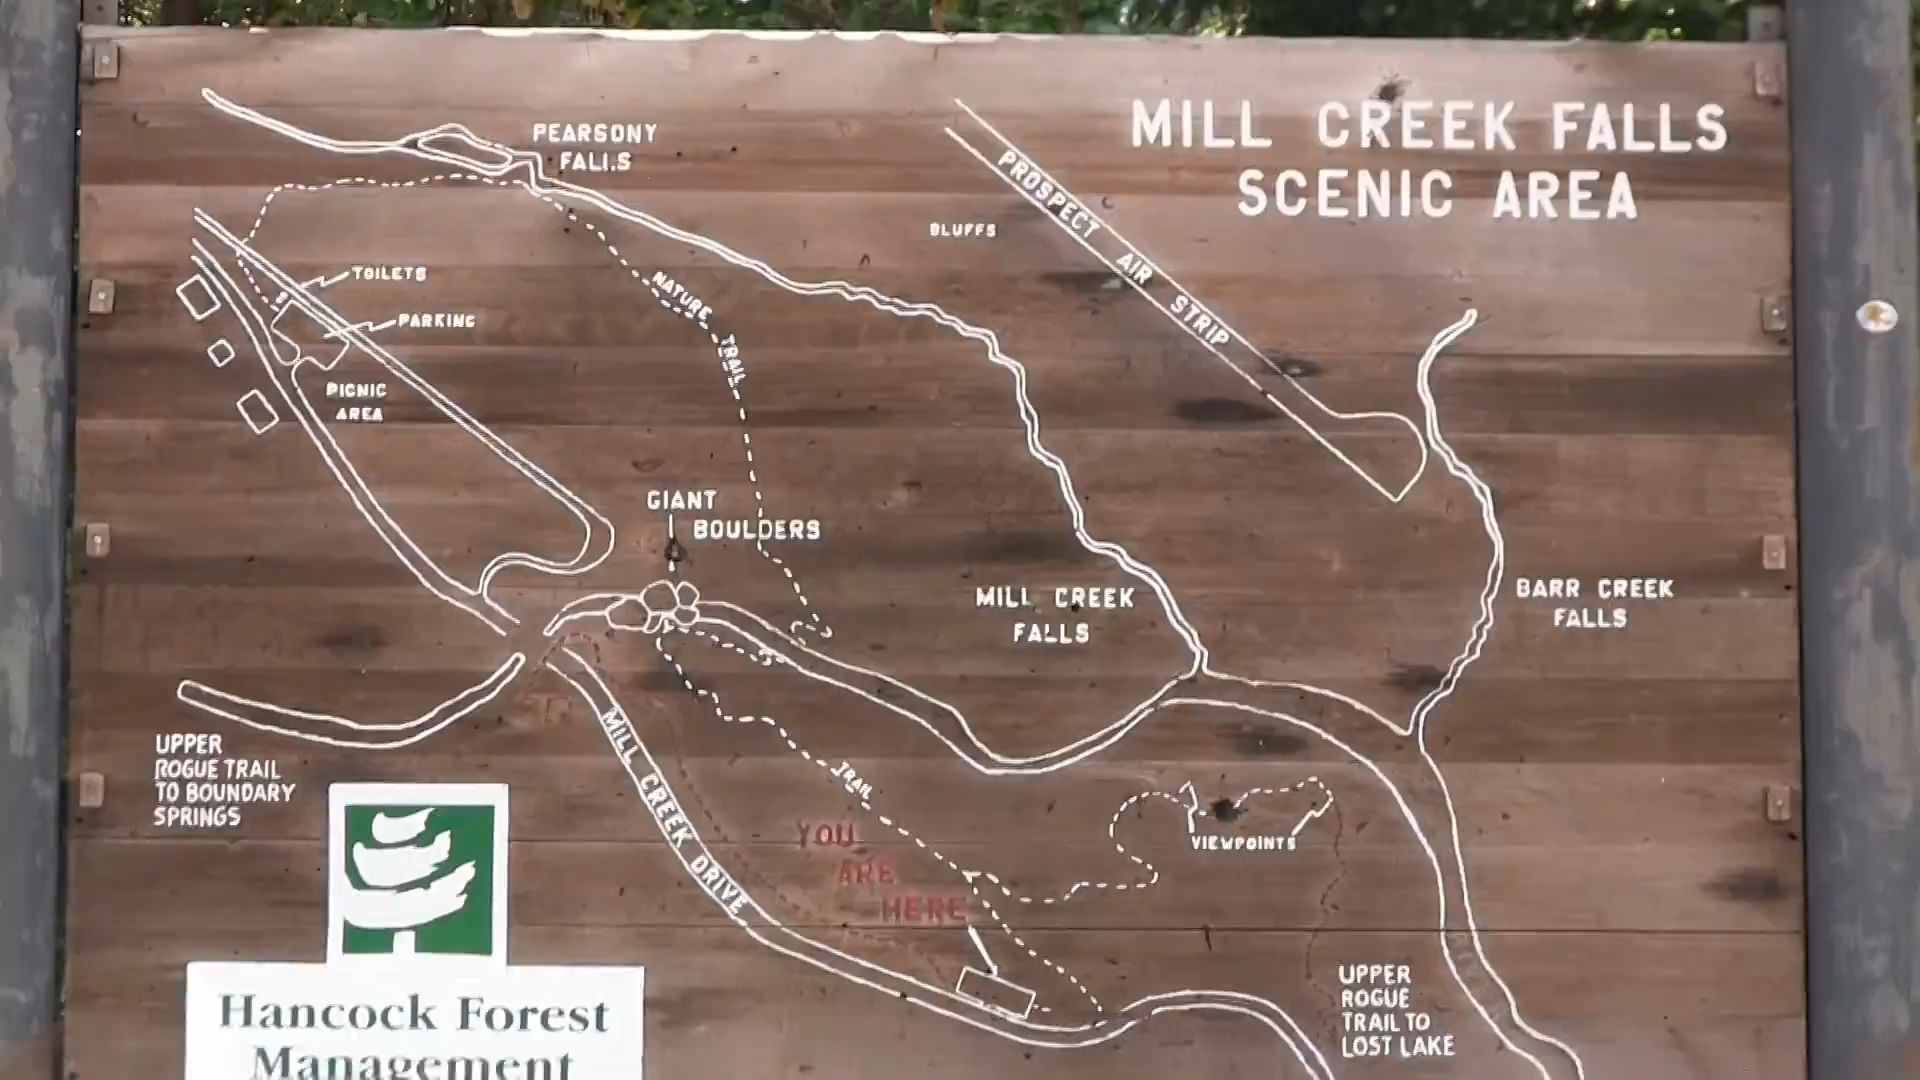 MILL CREEK FALLS
SCENIC AREA
PEARSONY
FALLS
PROSPECT AIR STRIP
BLUFFS
TOILETS
NATURE TRAIL
PARKING
PICNIC
AREA
GIANT
BOULDERS
MILL CREEK
FALLS
BARR CREEK
FALLS
UPPER
ROGUE TRAIL
TO BOUNDARY
SPRINGS
MILL CREEK DRIVE
TRAIL
YOU
ARE
HERE
VIEWPOINTS
UPPER
ROGUE
TRAIL TO
LOST LAKE
Hancock Forest
Management